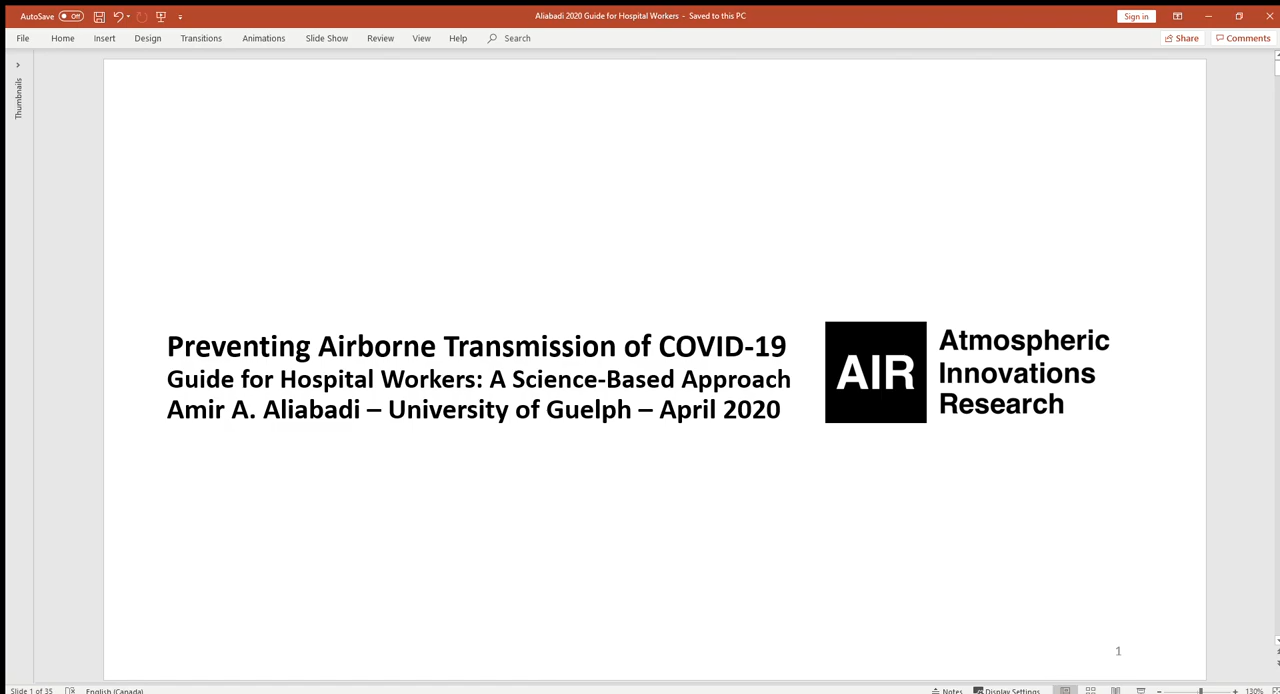 AutoSave Off
Aliabadi 2020 Guide for Hospital Workers - Saved to this PC
Sign in
File Home Insert Design Transitions Animations Slide Show Review View Help Search
Share Comments
Thumbnails
Preventing Airborne Transmission of COVID-19
Guide for Hospital Workers: A Science-Based Approach
Amir A. Aliabadi – University of Guelph – April 2020
AIR
Atmospheric
Innovations
Research
1
Slide 1 of 35 English (Canada) Notes Display Settings 130%